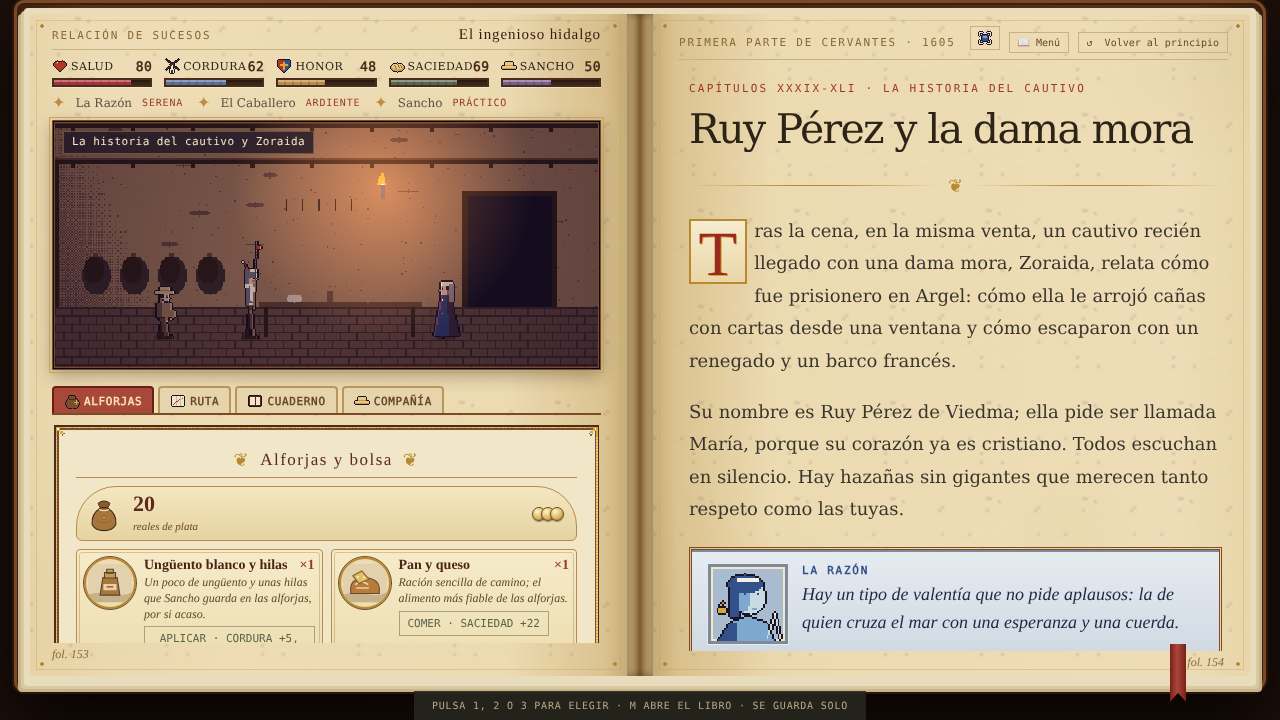 RELACIÓN DE SUCESOS
El ingenioso hidalgo
SALUD 80
CORDURA 62
HONOR 48
SACIEDAD 69
SANCHO 50
La Razón SERENA
El Caballero ARDIENTE
Sancho PRÁCTICO
La historia del cautivo y Zoraida
ALFORJAS
RUTA
CUADERNO
COMPAÑÍA
Alforjas y bolsa
20
reales de plata
Ungüento blanco y hilas ×1
Un poco de ungüento y unas hilas
que Sancho guarda en las alforjas,
por si acaso.
APLICAR · CORDURA +5,
Pan y queso ×1
Ración sencilla de camino; el
alimento más fiable de las alforjas.
COMER · SACIEDAD +22
fol. 153
PRIMERA PARTE DE CERVANTES · 1605
Menú
↺ Volver al principio
CAPÍTULOS XXXIX-XLI · LA HISTORIA DEL CAUTIVO
Ruy Pérez y la dama mora
Tras la cena, en la misma venta, un cautivo recién
llegado con una dama mora, Zoraida, relata cómo
fue prisionero en Argel: cómo ella le arrojó cañas
con cartas desde una ventana y cómo escaparon con un
renegado y un barco francés.
Su nombre es Ruy Pérez de Viedma; ella pide ser llamada
María, porque su corazón ya es cristiano. Todos escuchan
en silencio. Hay hazañas sin gigantes que merecen tanto
respeto como las tuyas.
LA RAZÓN
Hay un tipo de valentía que no pide aplausos: la de
quien cruza el mar con una esperanza y una cuerda.
fol. 154
PULSA 1, 2 O 3 PARA ELEGIR · M ABRE EL LIBRO · SE GUARDA SOLO